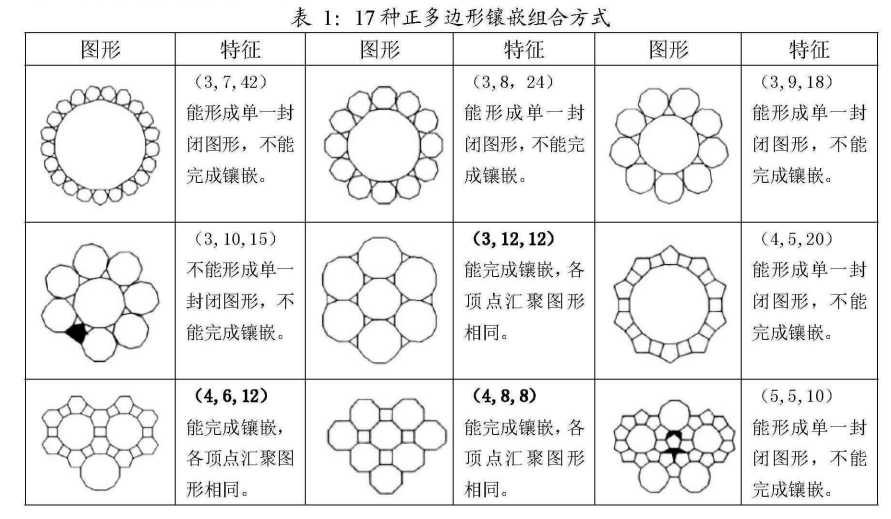 表 1：17 种正多边形镶嵌组合方式
图形 特征 图形 特征 图形 特征
（3,7,42）
能形成单一封
闭图形，不能
完成镶嵌。
（3,8，24）
能形成单一封
闭图形，不能完
成镶嵌。
（3,9,18）
能形成单一封
闭图形，不能
完成镶嵌。
（3,10,15）
不能形成单一
封闭图形，不
能完成镶嵌。
（3,12,12）
能完成镶嵌，各
顶点汇聚图形
相同。
（4,5,20）
能形成单一封
闭图形，不能
完成镶嵌。
（4,6,12）
能完成镶嵌，
各顶点汇聚图
形相同。
（4,8,8）
能完成镶嵌，各
顶点汇聚图形
相同。
（5,5,10）
能形成单一封
闭图形，不能
完成镶嵌。